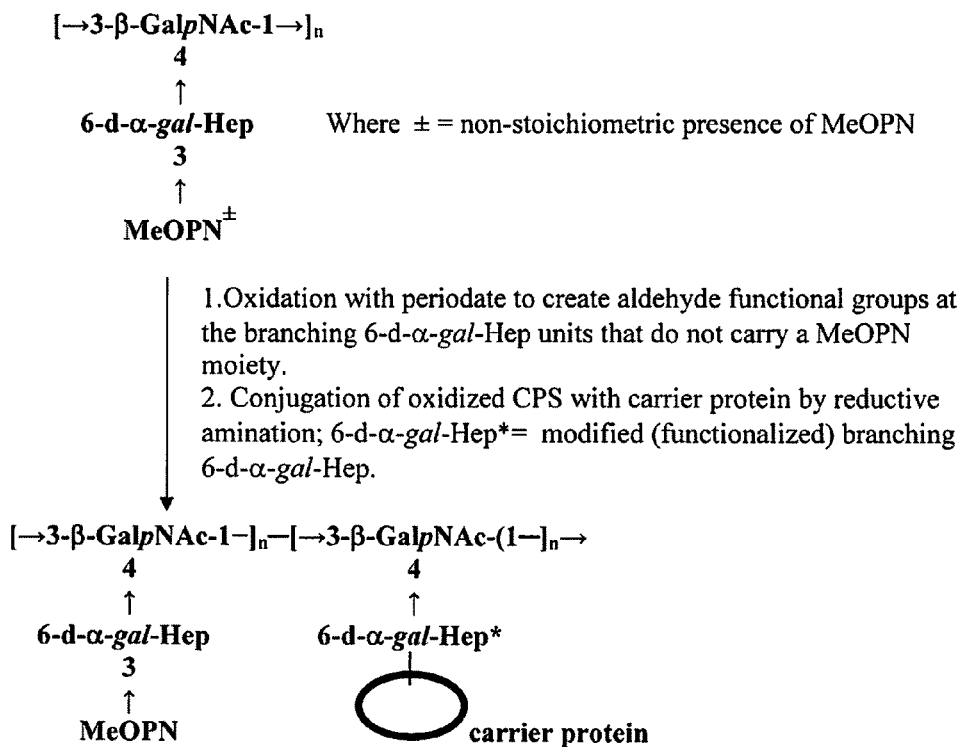 [→3-β-GalpNAc-1→]n
4
↑
6-d-α-gal-Hep Where ± = non-stoichiometric presence of MeOPN
3
↑
MeOPN±
1.Oxidation with periodate to create aldehyde functional groups at
the branching 6-d-α-gal-Hep units that do not carry a MeOPN
moiety.
2. Conjugation of oxidized CPS with carrier protein by reductive
amination; 6-d-α-gal-Hep*= modified (functionalized) branching
6-d-α-gal-Hep.
[→3-β-GalpNAc-1–]n–[→3-β-GalpNAc-(1–]n→
4 4
↑ ↑
6-d-α-gal-Hep 6-d-α-gal-Hep*
3
↑
MeOPN carrier protein